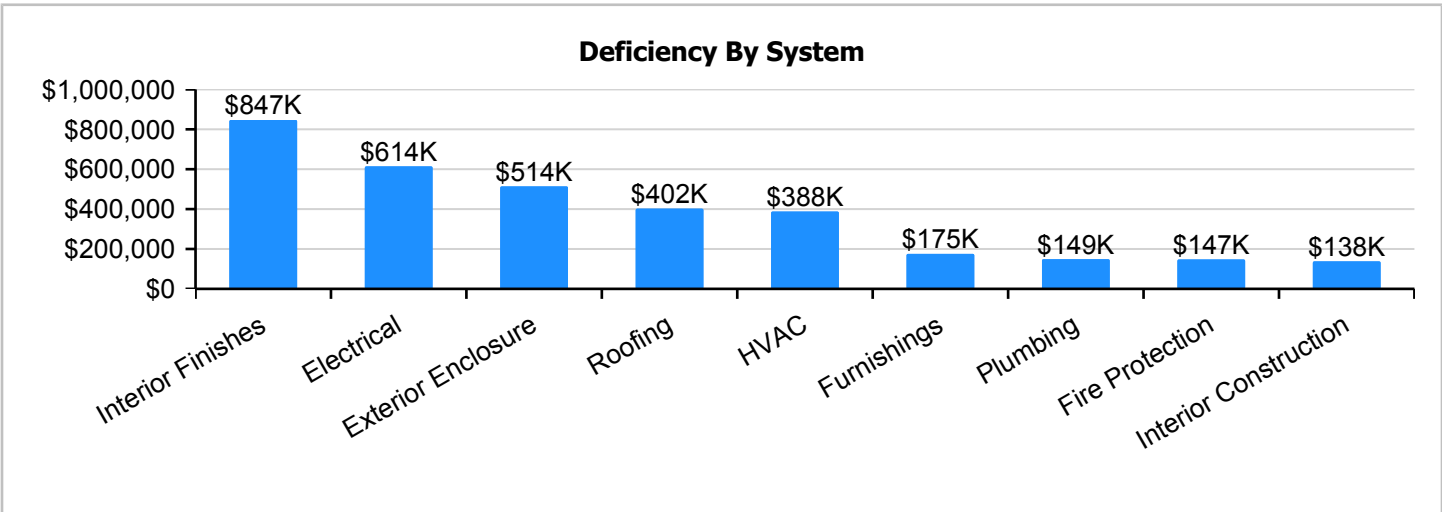 Deficiency By System
$1,000,000
$800,000
$600,000
$400,000
$200,000
$0
$847K
$614K
$514K
$402K
$388K
$175K
$149K
$147K
$138K
Interior Finishes
Electrical
Exterior Enclosure
Roofing
HVAC
Furnishings
Plumbing
Fire Protection
Interior Construction